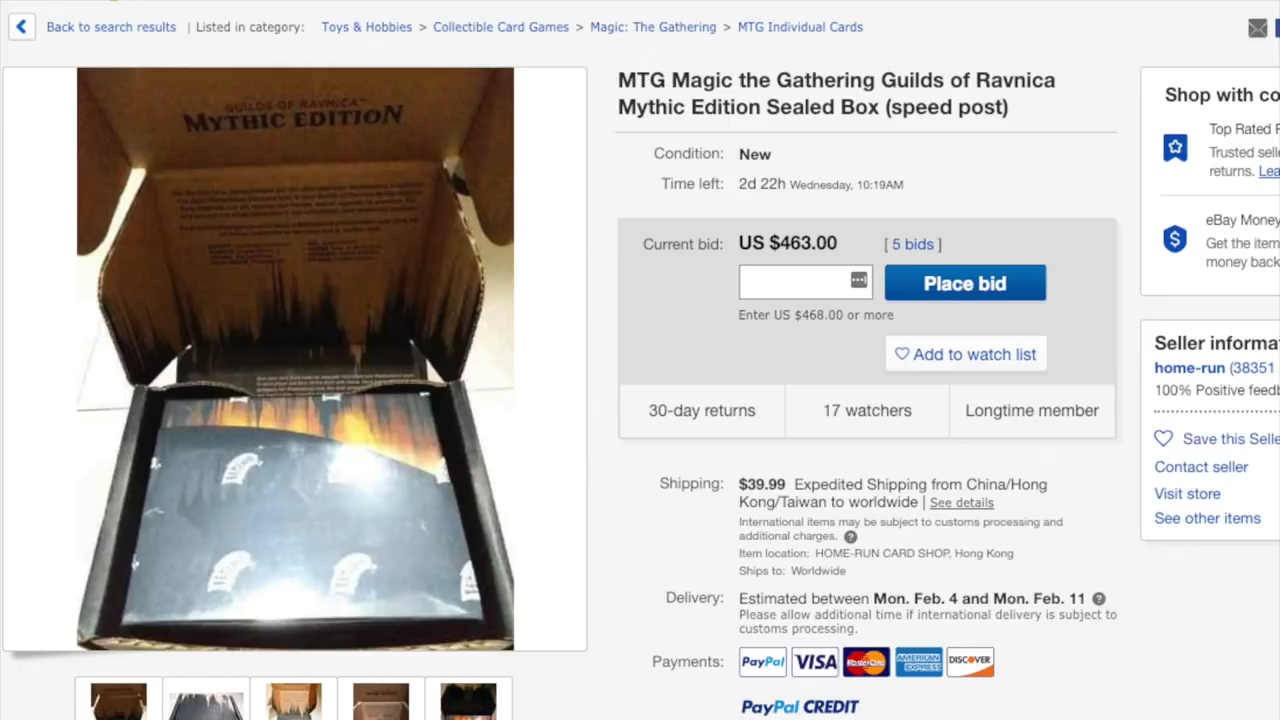 Back to search results | Listed in category: Toys & Hobbies > Collectible Card Games > Magic: The Gathering > MTG Individual Cards
GUILDS OF RAVNICA
MYTHIC EDITION
MTG Magic the Gathering Guilds of Ravnica
Mythic Edition Sealed Box (speed post)
Condition: New
Time left: 2d 22h Wednesday, 10:19AM
Current bid: US $463.00 [ 5 bids ]
Place bid
Enter US $468.00 or more
Add to watch list
30-day returns 17 watchers Longtime member
Shipping: $39.99 Expedited Shipping from China/Hong
Kong/Taiwan to worldwide | See details
International items may be subject to customs processing and
additional charges. ?
Item location: HOME-RUN CARD SHOP, Hong Kong
Ships to: Worldwide
Delivery: Estimated between Mon. Feb. 4 and Mon. Feb. 11 ?
Please allow additional time if international delivery is subject to
customs processing.
Payments: PayPal VISA MasterCard AMERICAN EXPRESS DISCOVER
PayPal CREDIT
Shop with co
Top Rated
Trusted sell
returns. Lea
eBay Money
Get the item
money back
Seller informa
home-run (38351
100% Positive feedb
Save this Selle
Contact seller
Visit store
See other items